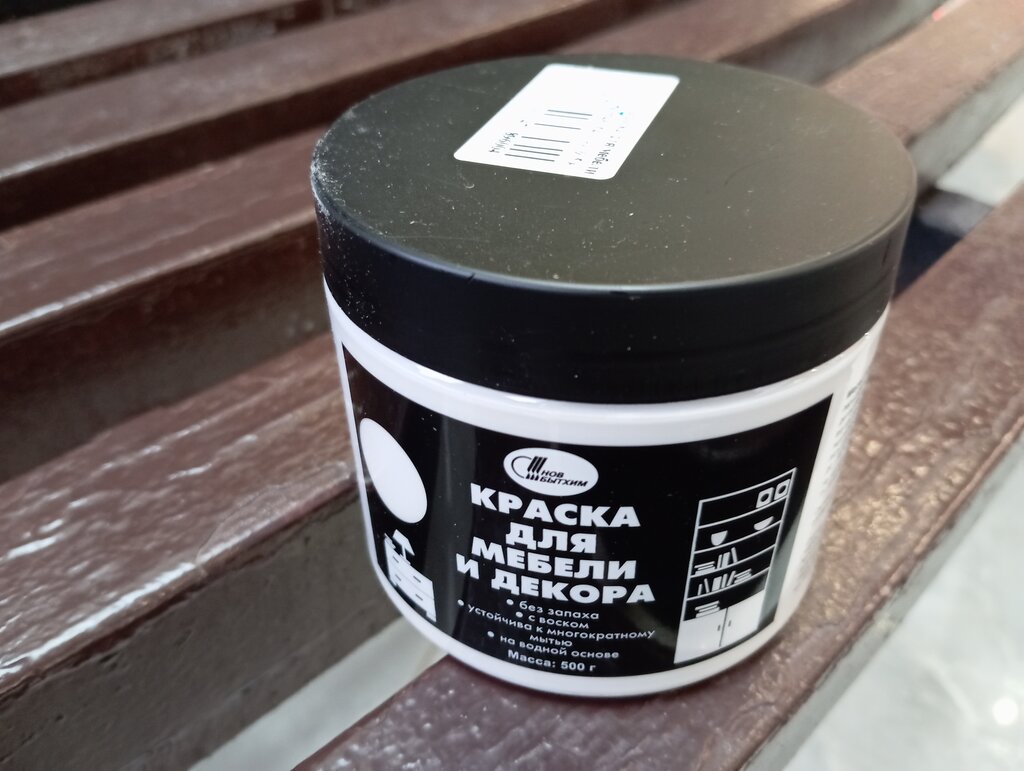 НОВ
БЫТХИМ
КРАСКА
ДЛЯ
МЕБЕЛИ
И ДЕКОРА
• без запаха
• с воском
• устойчива к многократному
мытью
• на водной основе
Масса: 500 г